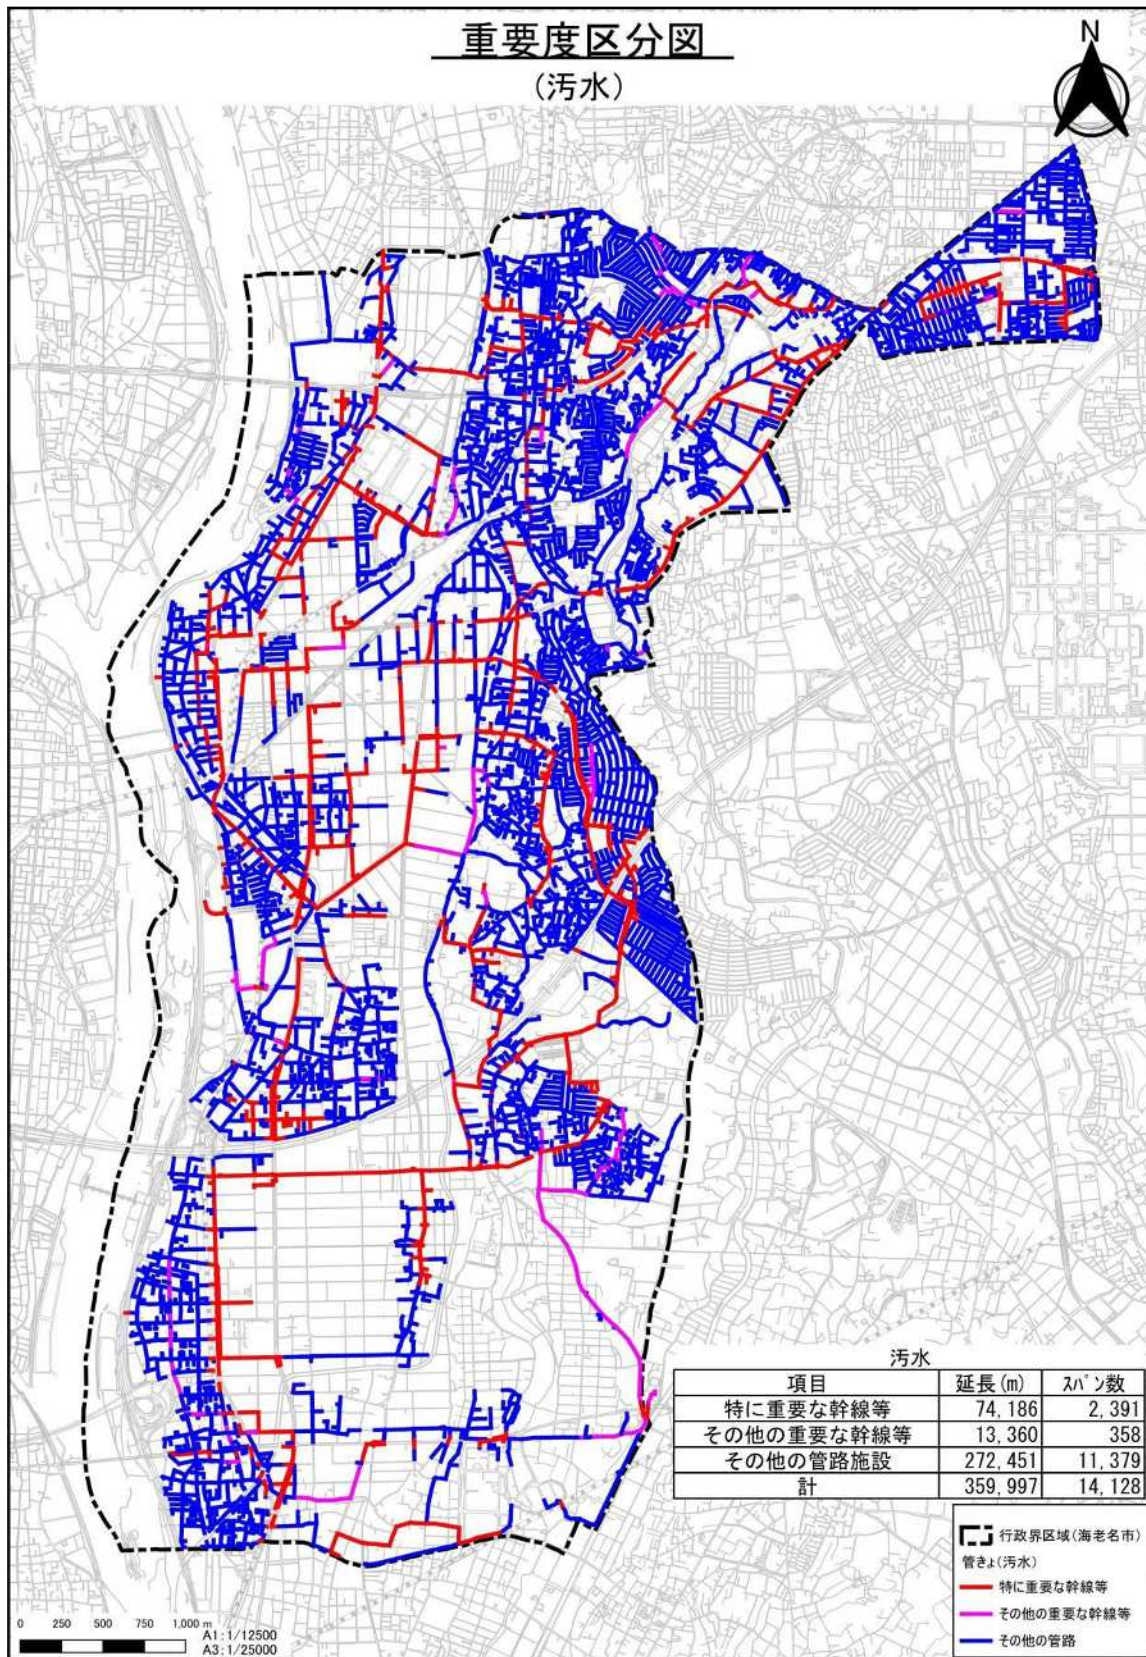 重要度区分図
(汚水)
N
汚水
項目 延長(m) ｽﾊﾟﾝ数
特に重要な幹線等 74,186 2,391
その他の重要な幹線等 13,360 358
その他の管路施設 272,451 11,379
計 359,997 14,128
行政界区域(海老名市)
管きょ(汚水)
特に重要な幹線等
その他の重要な幹線等
その他の管路
0 250 500 750 1,000 m
A1:1/12500
A3:1/25000